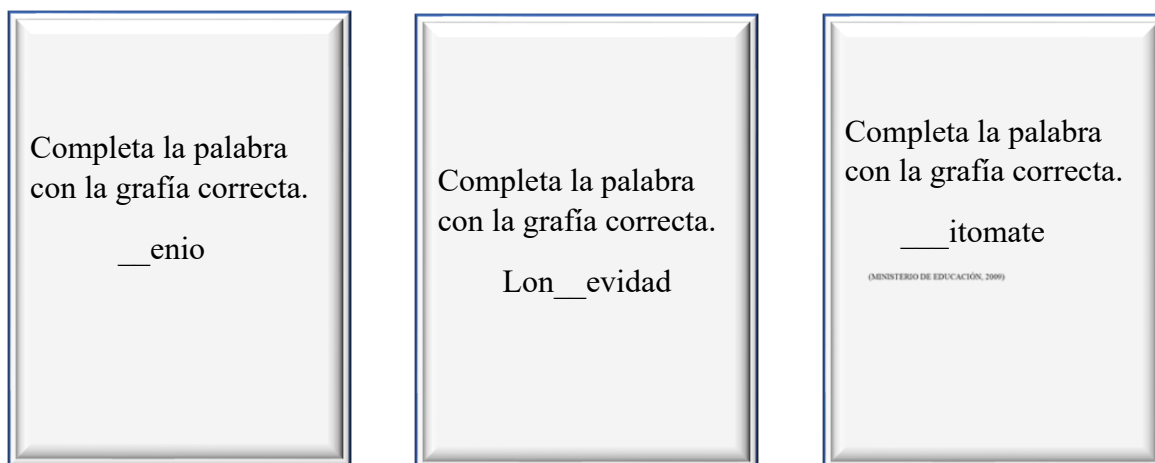 Completa la palabra
con la grafía correcta.
__enio
Completa la palabra
con la grafía correcta.
Lon__evidad
Completa la palabra
con la grafía correcta.
___itomate
(MINISTERIO DE EDUCACIÓN, 2009)